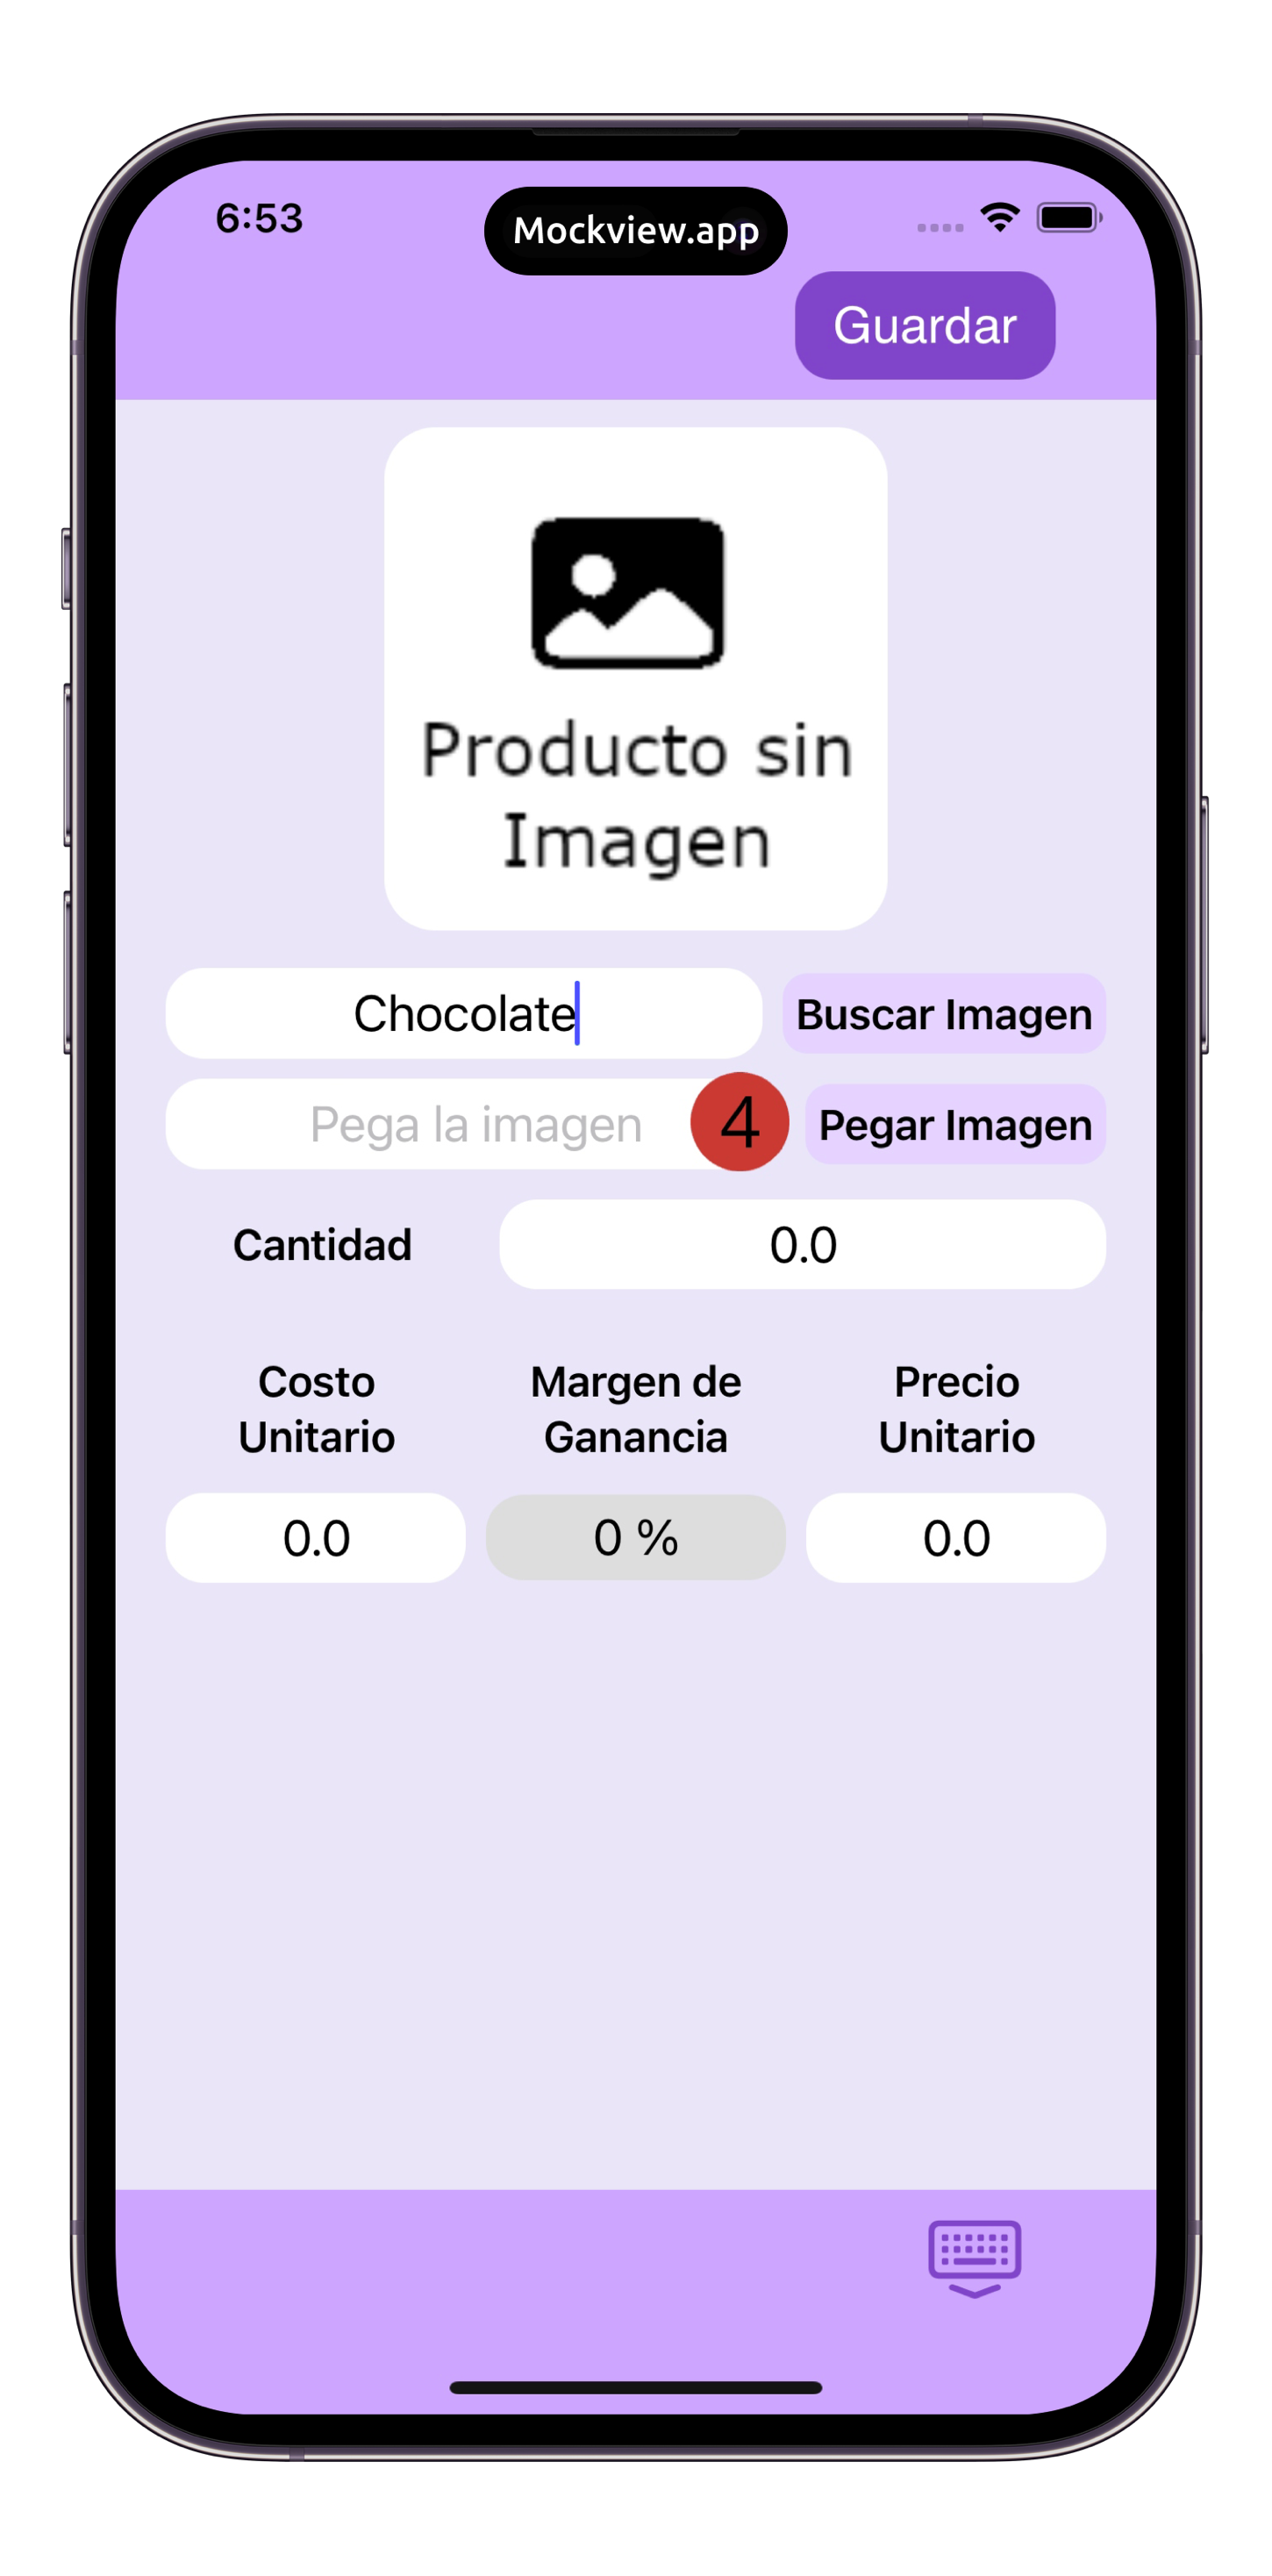 6:53
Mockview.app
Guardar
Producto sin
Imagen
Chocolate
Buscar Imagen
Pega la imagen
4
Pegar Imagen
Cantidad
0.0
Costo
Unitario
Margen de
Ganancia
Precio
Unitario
0.0
0 %
0.0